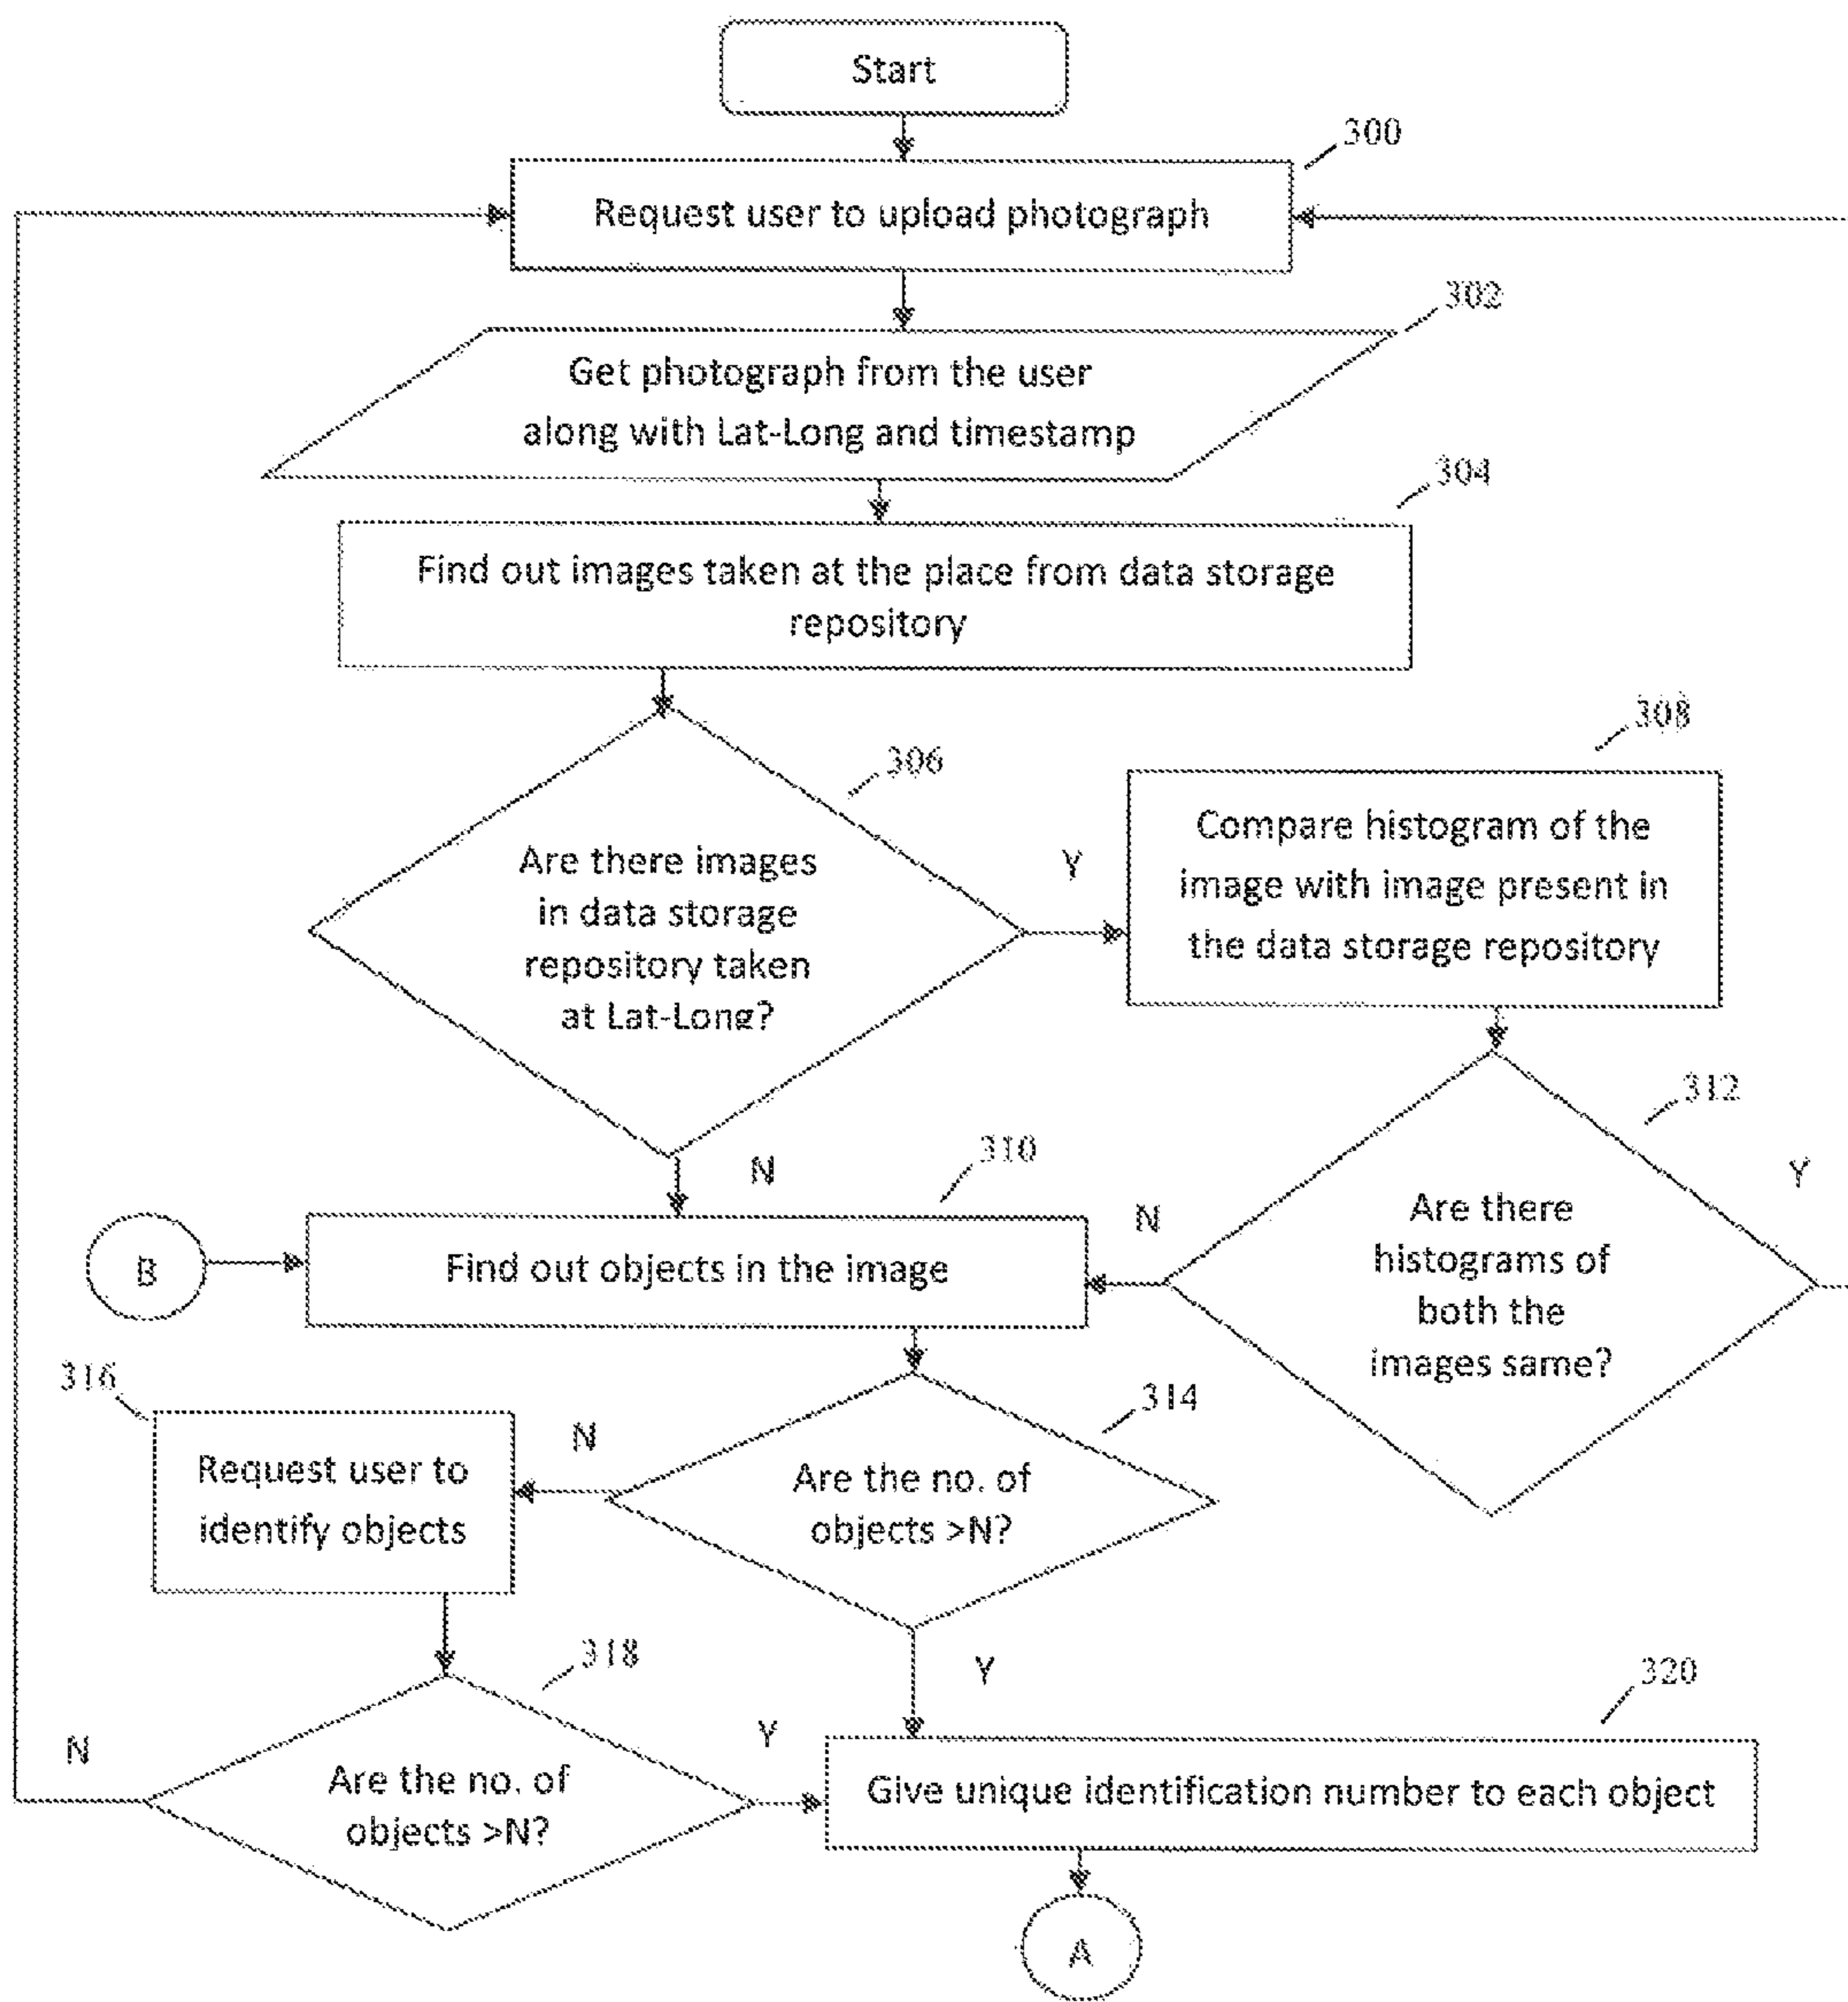 Start
300
Request user to upload photograph
302
Get photograph from the user
along with Lat-Long and timestamp
304
Find out images taken at the place from data storage
repository
306
Are there images
in data storage
repository taken
at Lat-Long?
Y
308
Compare histogram of the
image with image present in
the data storage repository
N
312
Are there
histograms of
both the
images same?
Y
N
310
B
Find out objects in the image
314
Are the no. of
objects >N?
N
316
Request user to
identify objects
Y
318
Are the no. of
objects >N?
N
Y
320
Give unique identification number to each object
A